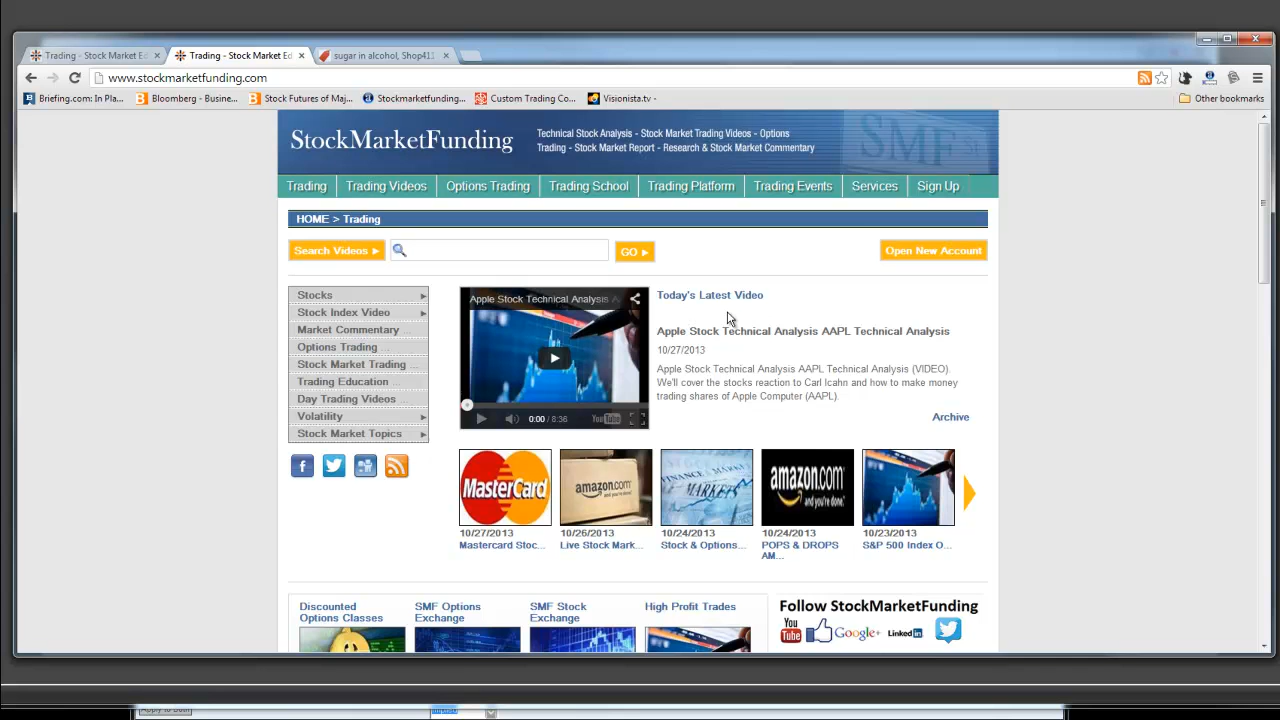 Trading - Stock Market Ed
Trading - Stock Market Ed
sugar in alcohol, Shop411
www.stockmarketfunding.com
Briefing.com: In Pla...
Bloomberg - Busine...
Stock Futures of Maj...
Stockmarketfunding...
Custom Trading Co...
Visionista.tv -
Other bookmarks
StockMarketFunding
Technical Stock Analysis - Stock Market Trading Videos - Options
Trading - Stock Market Report - Research & Stock Market Commentary
SMF
Trading
Trading Videos
Options Trading
Trading School
Trading Platform
Trading Events
Services
Sign Up
HOME > Trading
Search Videos
GO
Open New Account
Stocks
Stock Index Video
Market Commentary ...
Options Trading ...
Stock Market Trading ...
Trading Education ...
Day Trading Videos ...
Volatility
Stock Market Topics
Apple Stock Technical Analysis A
0:00 / 8:36
YouTube
Today's Latest Video
Apple Stock Technical Analysis AAPL Technical Analysis
10/27/2013
Apple Stock Technical Analysis AAPL Technical Analysis (VIDEO).
We'll cover the stocks reaction to Carl Icahn and how to make money
trading shares of Apple Computer (AAPL).
Archive
MasterCard
amazon.com
FINANCE MARKET
MARKET
amazon.com
and you're done.
10/27/2013
Mastercard Stoc...
10/26/2013
Live Stock Mark...
10/24/2013
Stock & Options...
10/24/2013
POPS & DROPS
AM...
10/23/2013
S&P 500 Index O...
Discounted
Options Classes
SMF Options
Exchange
SMF Stock
Exchange
High Profit Trades
Follow StockMarketFunding
You
Tube
Google+
Linked in
Apply to Both